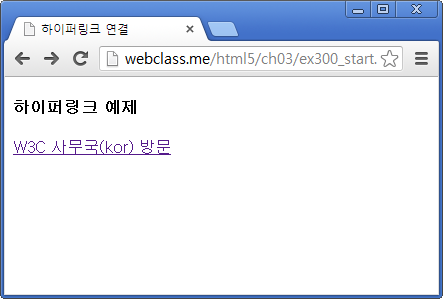 하이퍼링크 연결
webclass.me/html5/ch03/ex300_start.
하이퍼링크 예제
W3C 사무국(kor) 방문